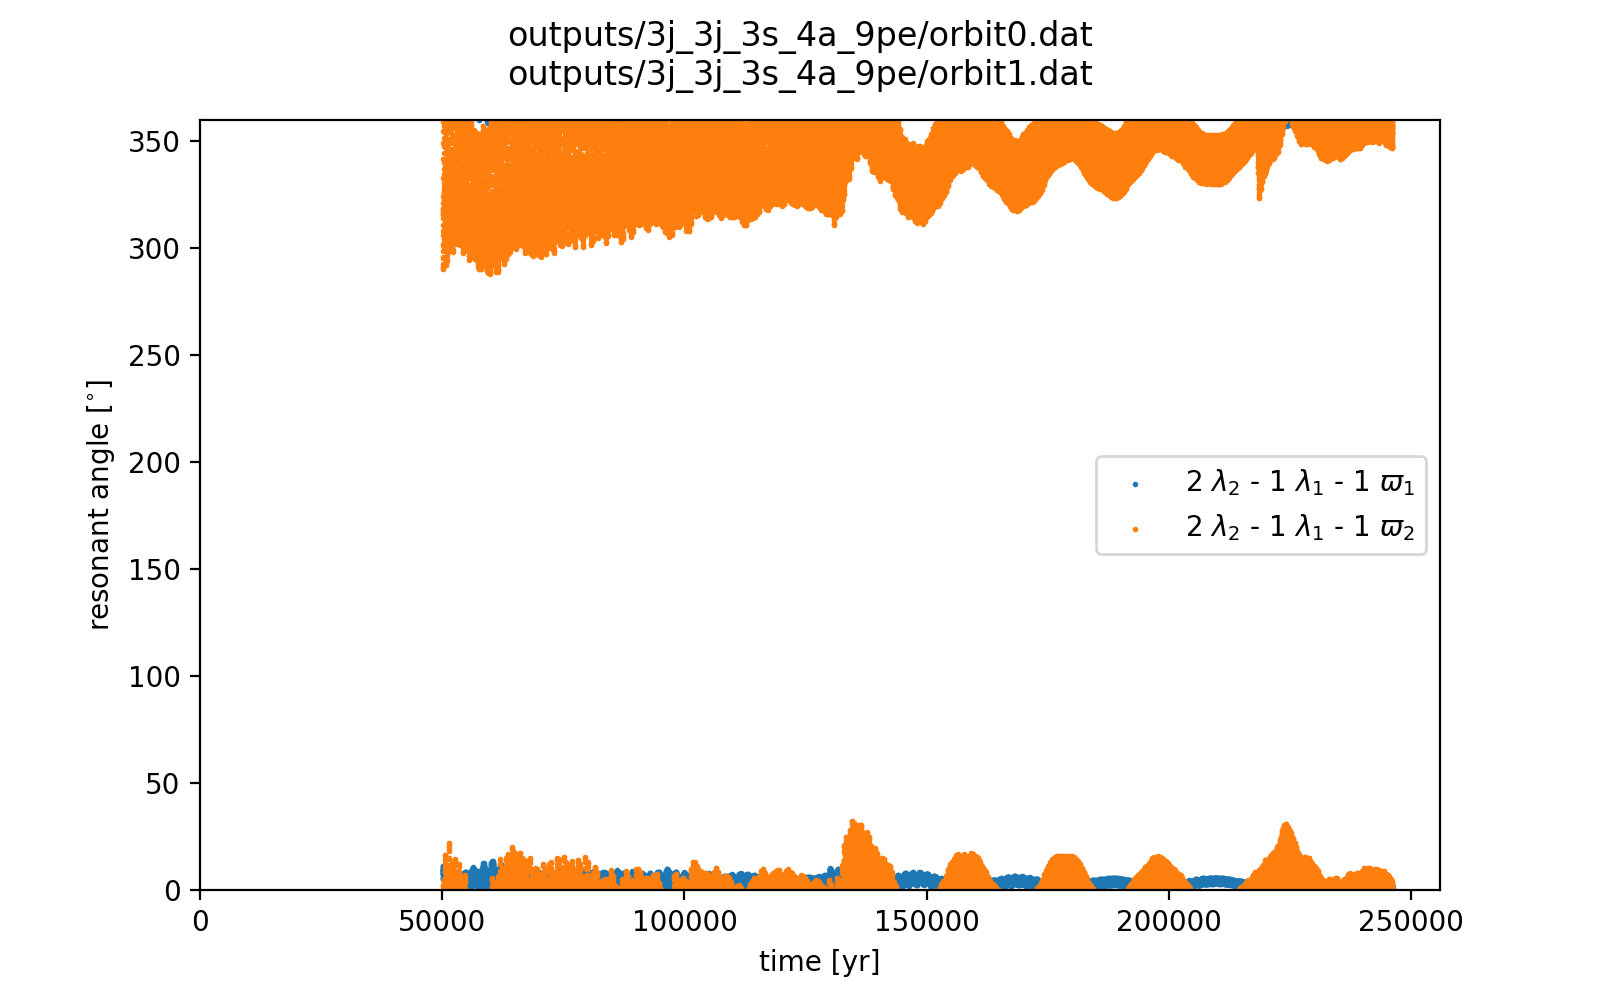 outputs/3j_3j_3s_4a_9pe/orbit0.dat
outputs/3j_3j_3s_4a_9pe/orbit1.dat
350
300
250
200
150
100
50
0
resonant angle [°]
2 λ₂ - 1 λ₁ - 1 ϖ₁
2 λ₂ - 1 λ₁ - 1 ϖ₂
0 50000 100000 150000 200000 250000
time [yr]